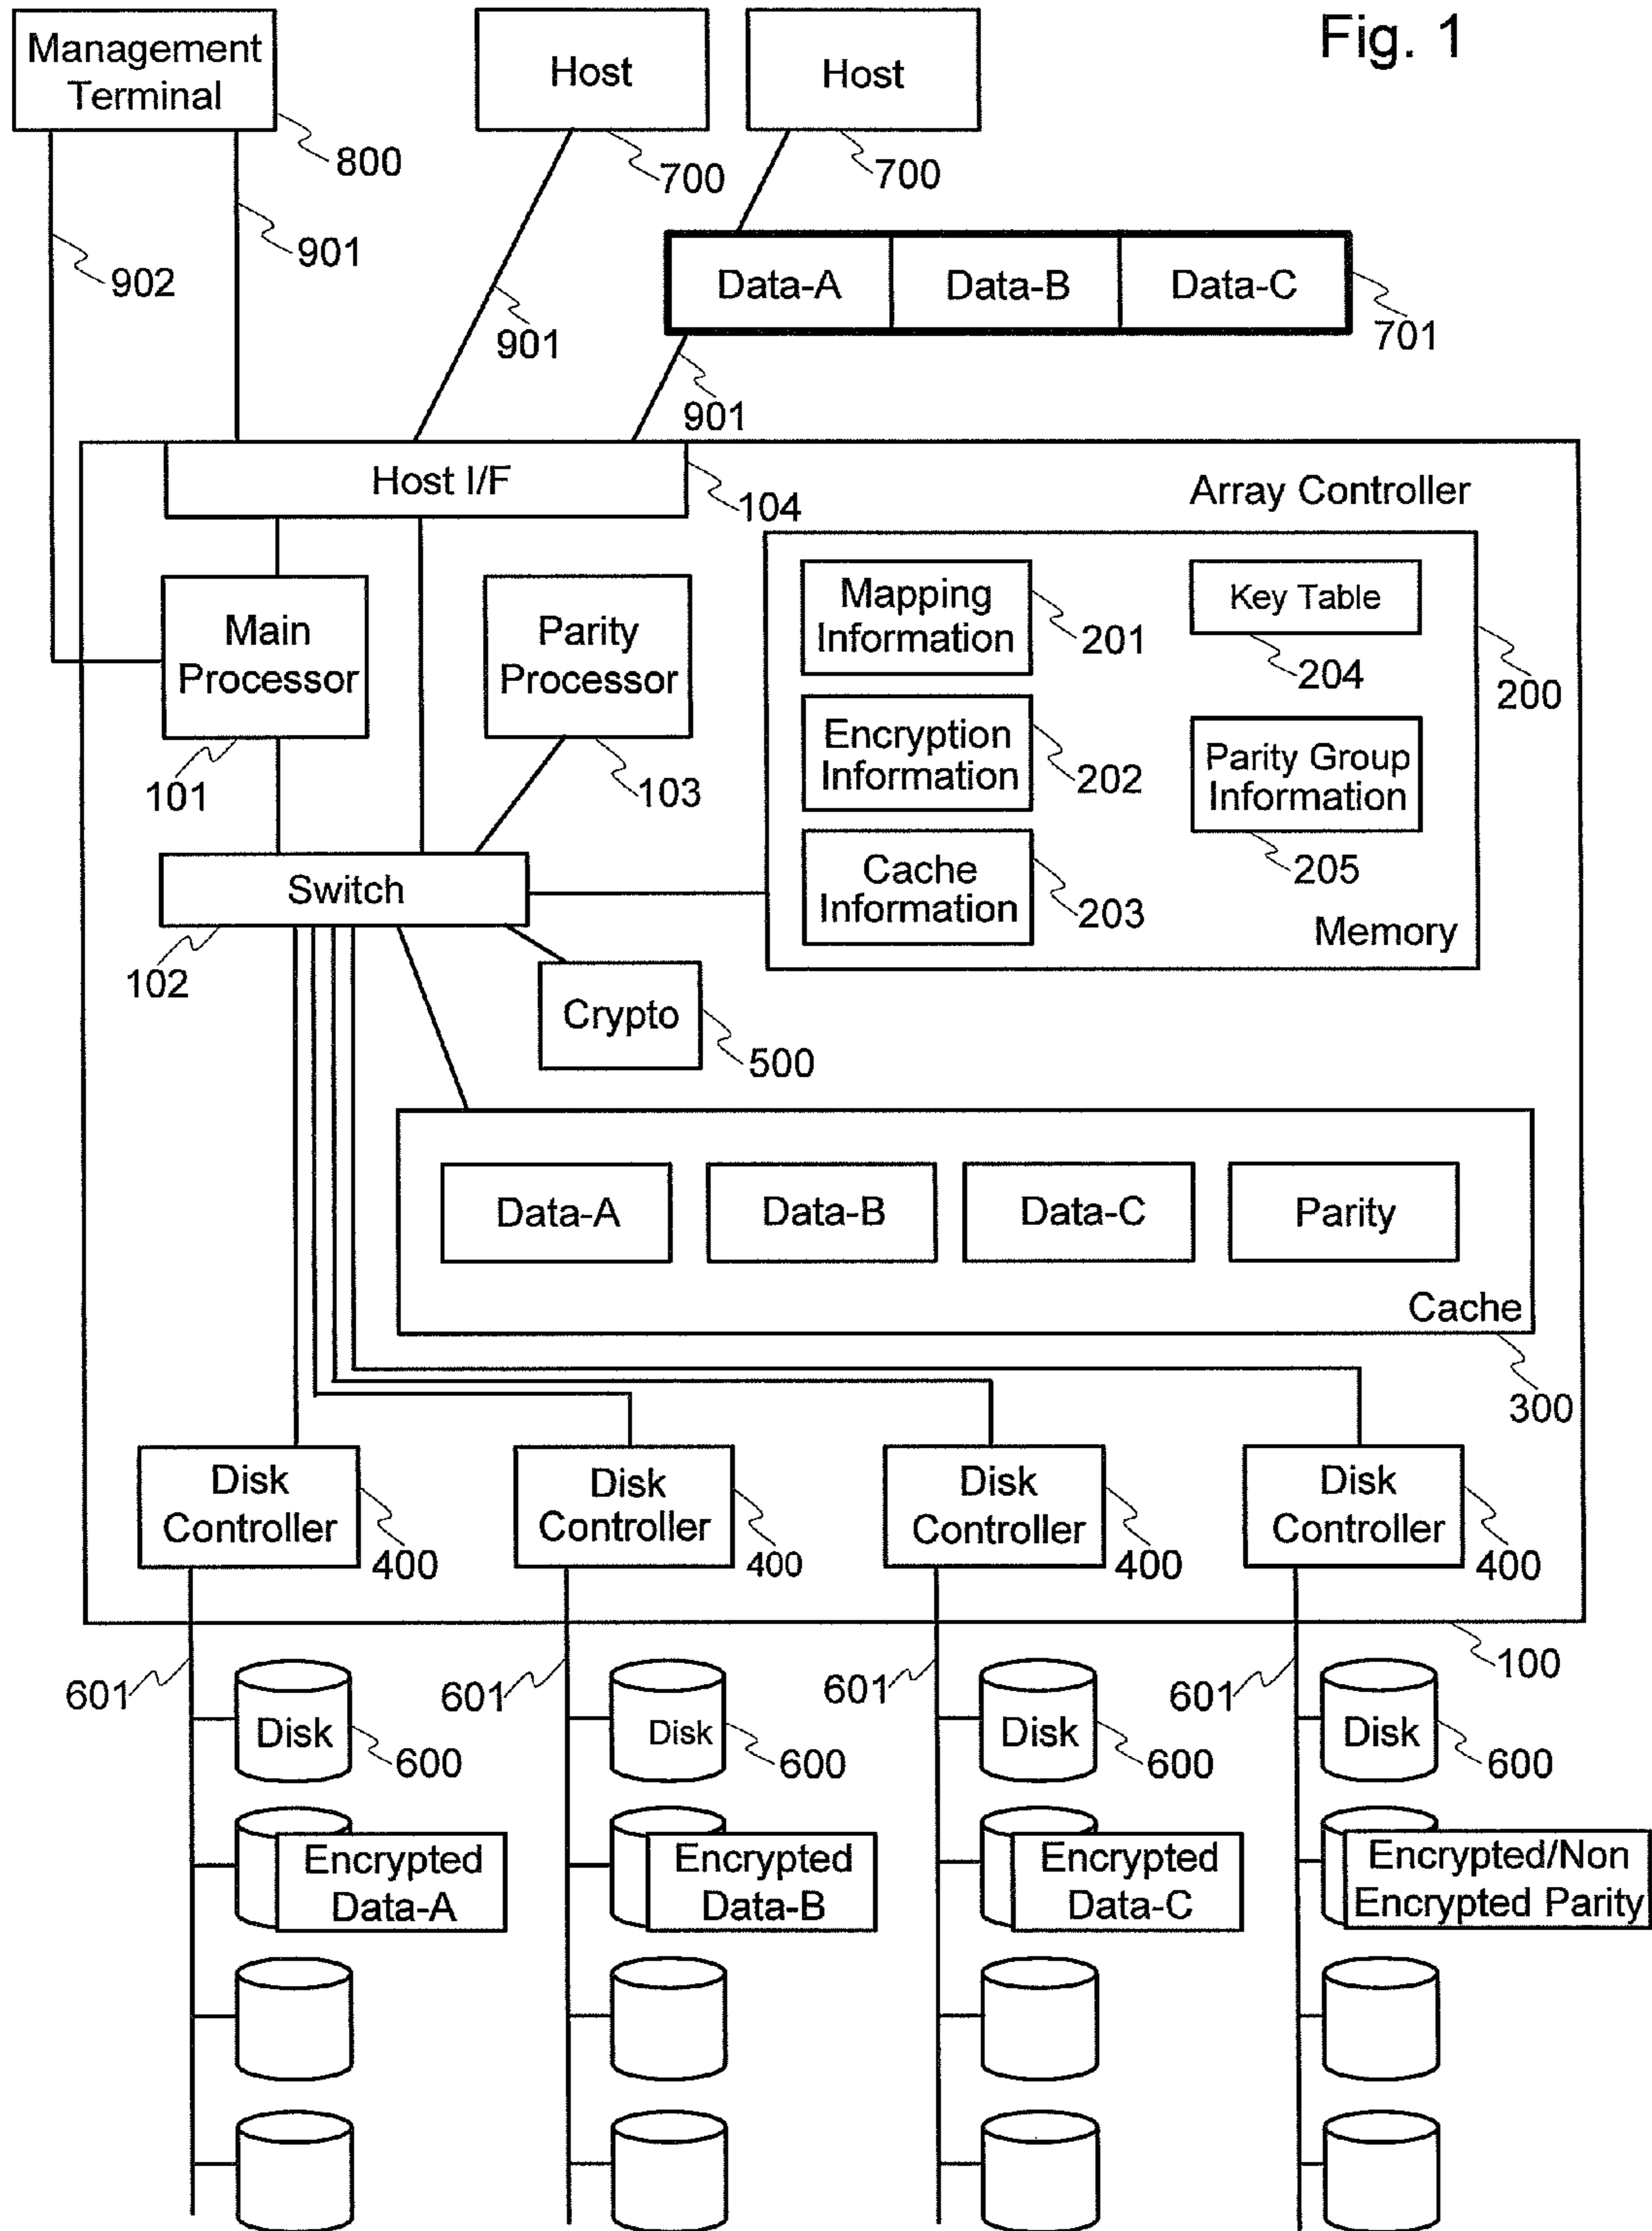 Fig. 1
Management
Terminal
Host
Host
800
700
700
902
901
901
Data-A
Data-B
Data-C
701
901
Host I/F
104
Array Controller
Main
Processor
101
Parity
Processor
103
Mapping
Information
201
Key Table
204
200
Encryption
Information
202
Parity Group
Information
205
Cache
Information
203
Memory
Switch
102
Crypto
500
Data-A
Data-B
Data-C
Parity
Cache
300
Disk
Controller
400
Disk
Controller
400
Disk
Controller
400
Disk
Controller
400
100
601
Disk
600
601
Disk
600
601
Disk
600
601
Disk
600
Encrypted
Data-A
Encrypted
Data-B
Encrypted
Data-C
Encrypted/Non
Encrypted Parity